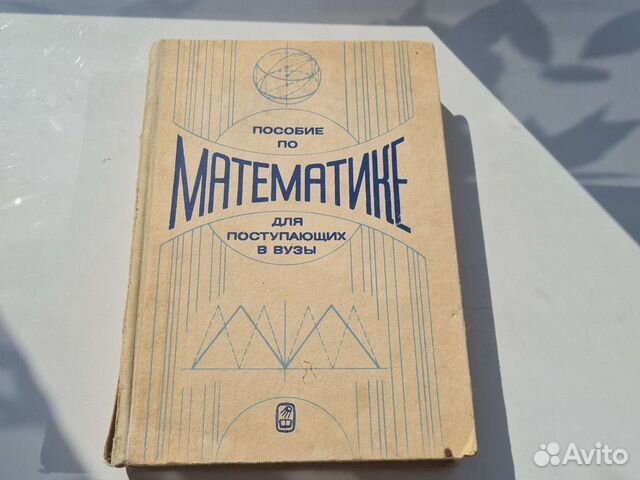 ПОСОБИЕ
ПО
МАТЕМАТИКЕ
ДЛЯ
ПОСТУПАЮЩИХ
В ВУЗЫ
Avito